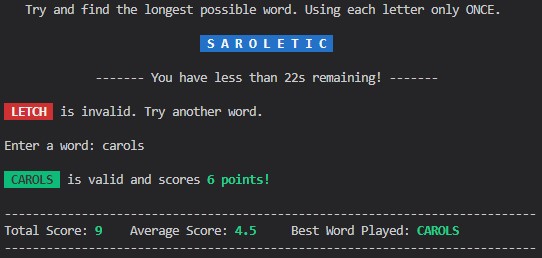 Try and find the longest possible word. Using each letter only ONCE.
S A R O L E T I C
------- You have less than 22s remaining! -------
LETCH is invalid. Try another word.
Enter a word: carols
CAROLS is valid and scores 6 points!
----------------------------------------------------------------------------
Total Score: 9 Average Score: 4.5 Best Word Played: CAROLS
----------------------------------------------------------------------------